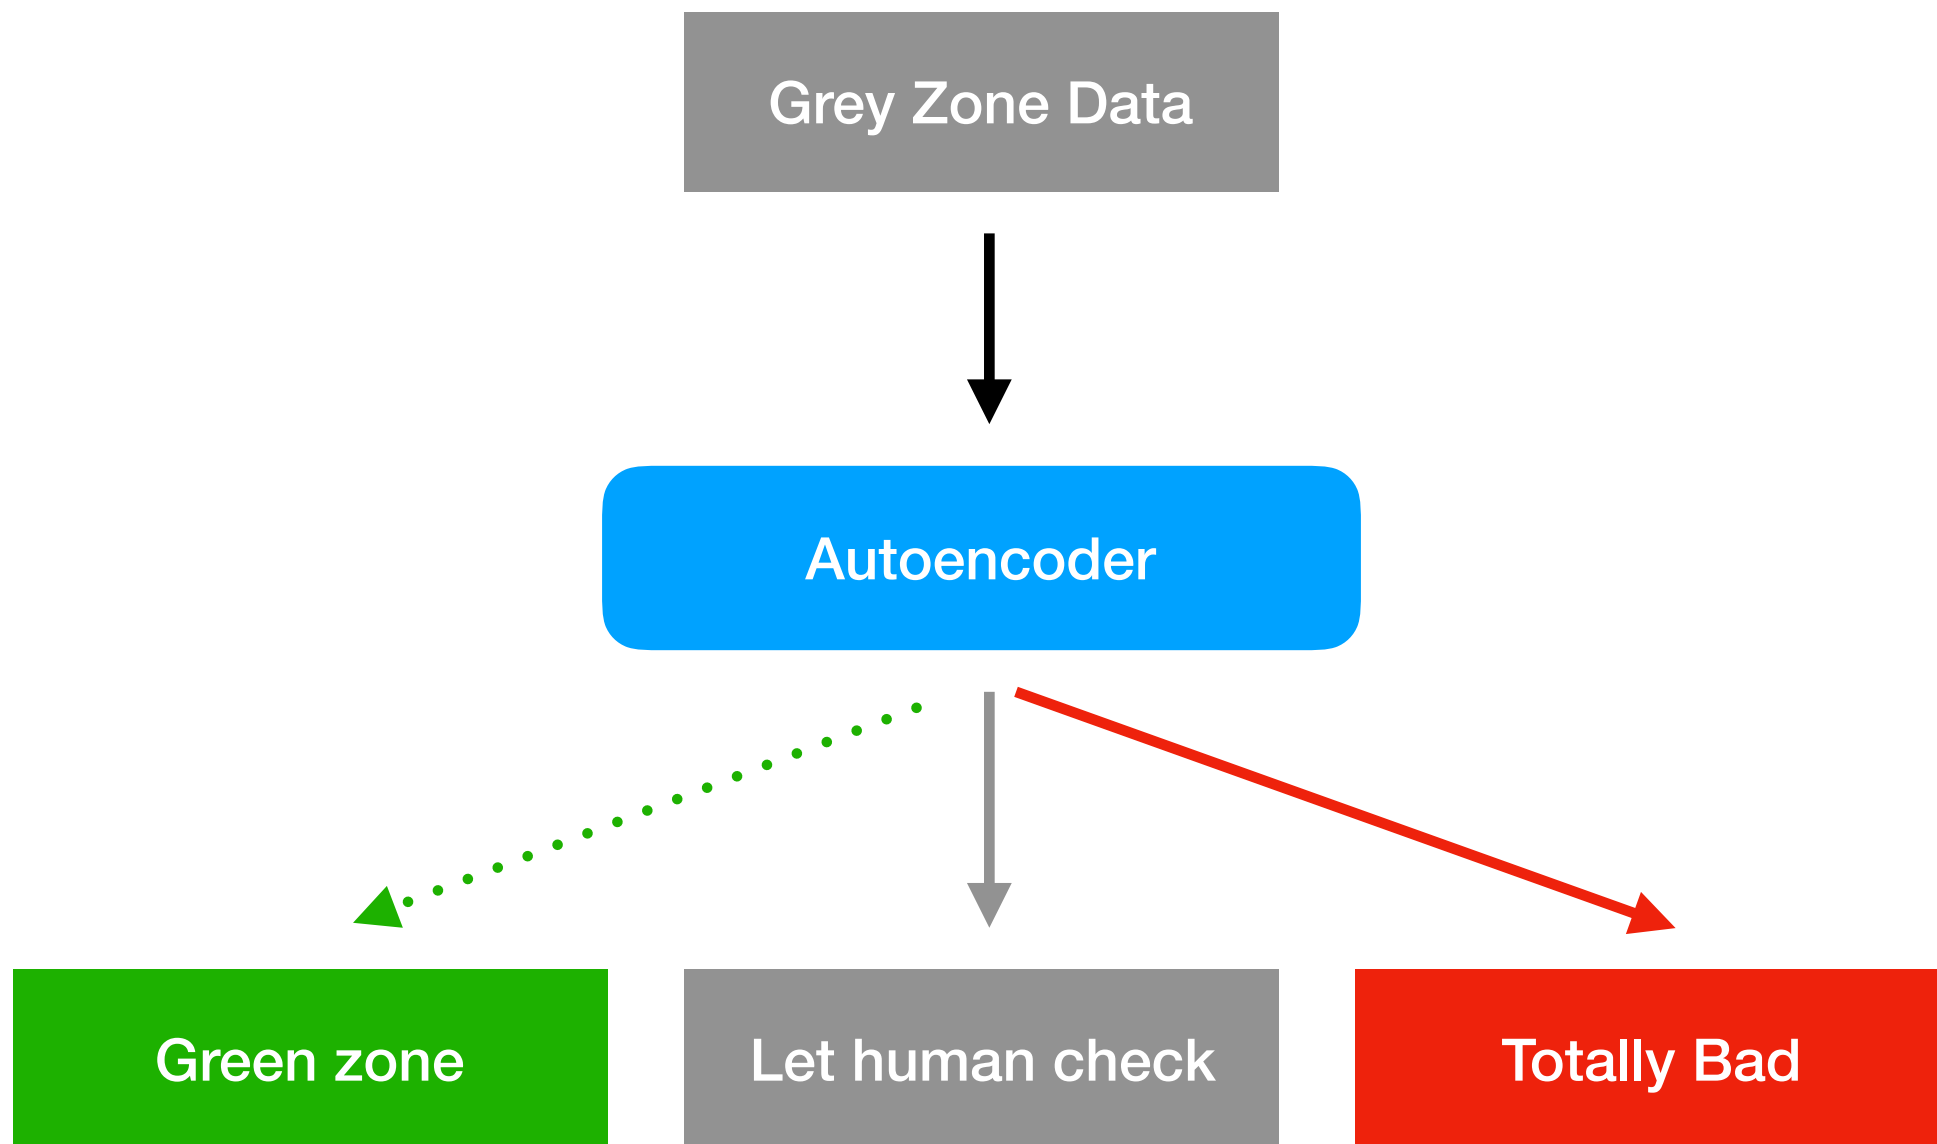 Grey Zone Data
Autoencoder
Green zone
Let human check
Totally Bad